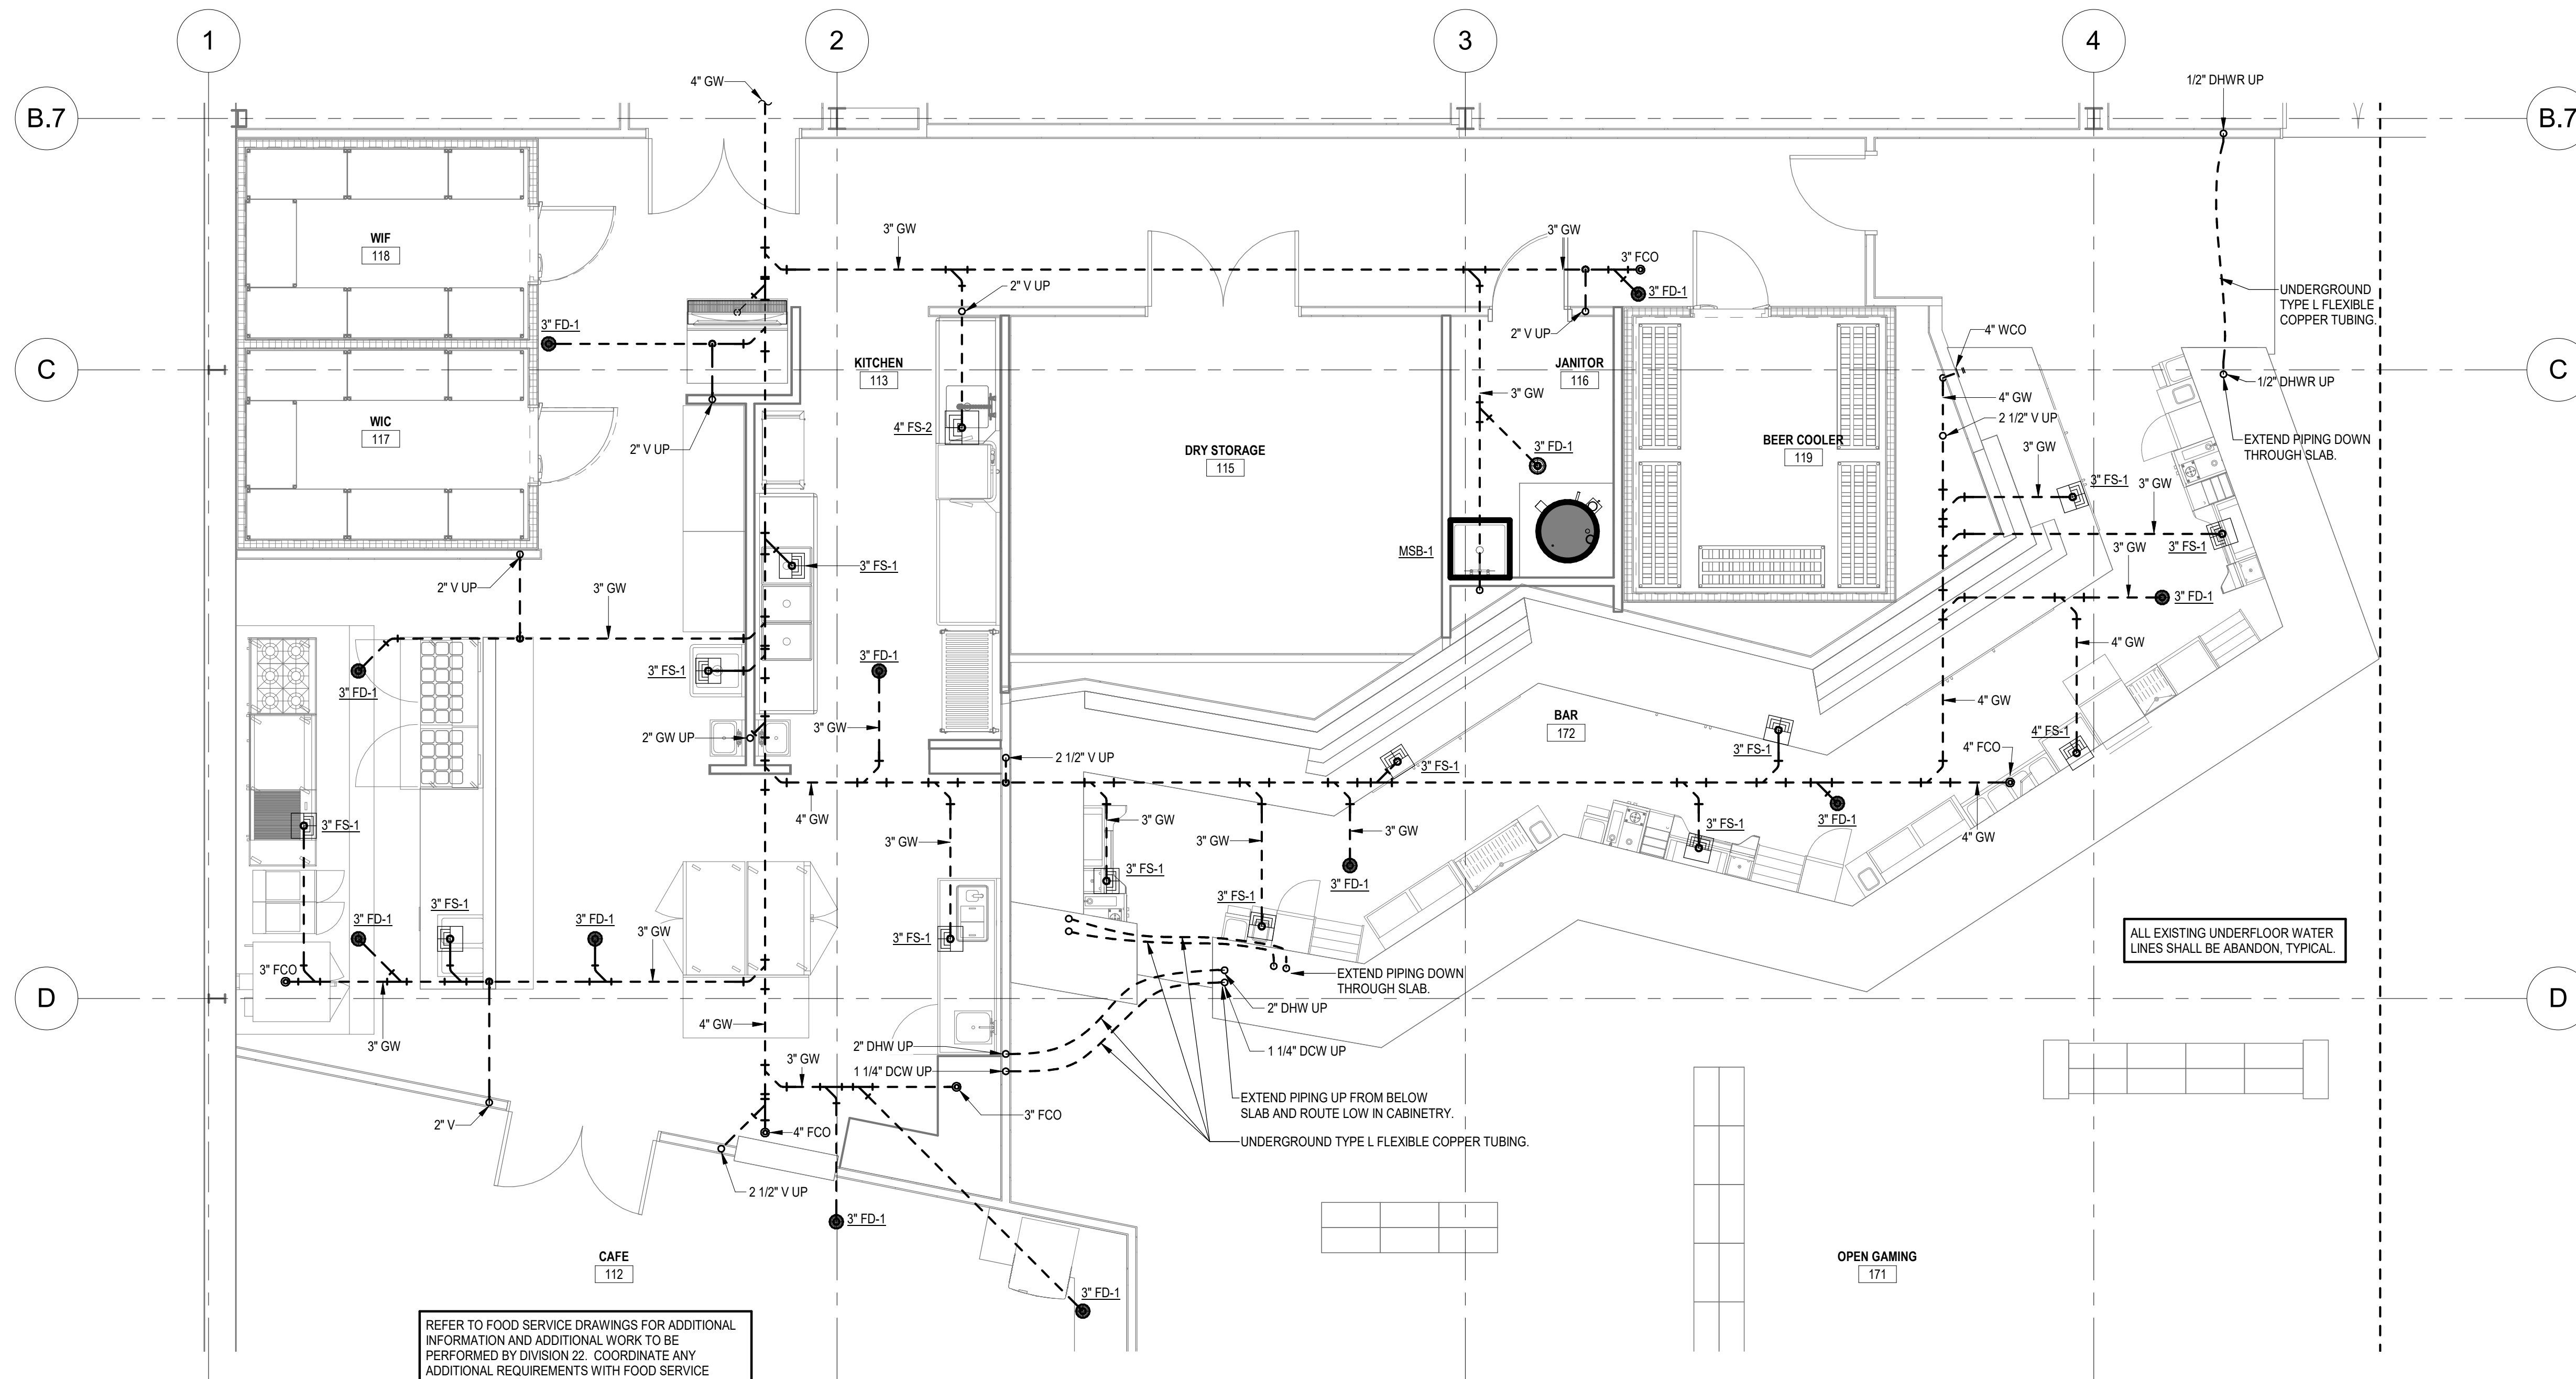 1
2
3
4
4" GW
1/2" DHWR UP
B.7
B.7
3" GW
3" GW
WIF
118
3" FCO
2" V UP
3" FD-1
UNDERGROUND
TYPE L FLEXIBLE
COPPER TUBING.
3" FD-1
2" V UP
4" WCO
C
KITCHEN
113
JANITOR
116
C
1/2" DHWR UP
3" GW
4" GW
WIC
117
4" FS-2
2 1/2" V UP
2" V UP
DRY STORAGE
115
3" FD-1
BEER COOLER
119
3" GW
EXTEND PIPING DOWN
THROUGH SLAB.
3" FS-1
3" GW
MSB-1
3" FS-1
3" GW
3" FS-1
2" V UP
3" GW
3" FD-1
4" GW
3" FD-1
3" FS-1
3" FD-1
4" GW
3" GW
BAR
172
2" GW UP
4" FS-1
3" FS-1
4" FCO
2 1/2" V UP
3" FS-1
4" GW
3" GW
3" FS-1
3" GW
3" FS-1
3" FD-1
4" GW
3" GW
3" GW
3" FS-1
3" FD-1
3" FS-1
3" FD-1
3" FS-1
3" FD-1
3" GW
3" FS-1
ALL EXISTING UNDERFLOOR WATER
LINES SHALL BE ABANDON, TYPICAL.
3" FCO
EXTEND PIPING DOWN
THROUGH SLAB.
D
D
2" DHW UP
4" GW
3" GW
2" DHW UP
1 1/4" DCW UP
3" GW
1 1/4" DCW UP
EXTEND PIPING UP FROM BELOW
SLAB AND ROUTE LOW IN CABINETRY.
3" FCO
2" V
4" FCO
UNDERGROUND TYPE L FLEXIBLE COPPER TUBING.
2 1/2" V UP
3" FD-1
CAFE
112
OPEN GAMING
171
3" FD-1
REFER TO FOOD SERVICE DRAWINGS FOR ADDITIONAL
INFORMATION AND ADDITIONAL WORK TO BE
PERFORMED BY DIVISION 22. COORDINATE ANY
ADDITIONAL REQUIREMENTS WITH FOOD SERVICE